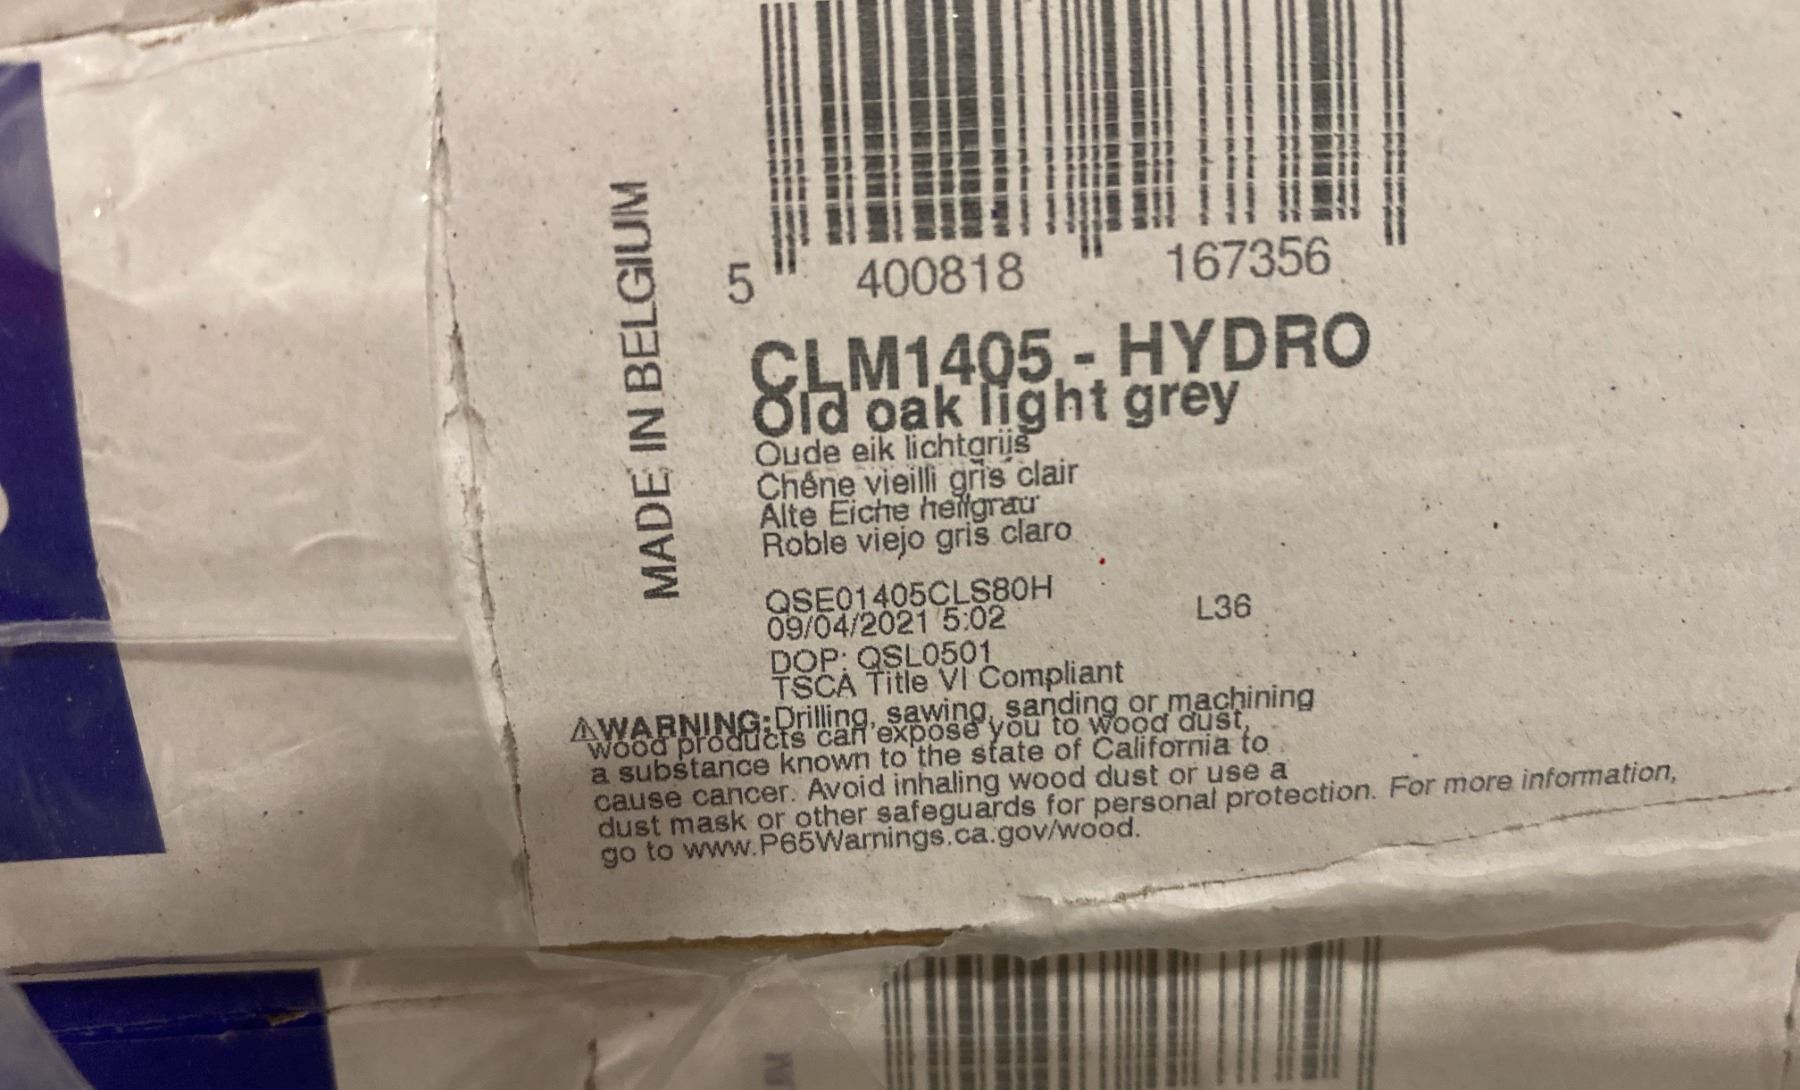 MADE IN BELGIUM
5 400818 167356
CLM1405 - HYDRO
Old oak light grey
Oude eik lichtgrijs
Chêne vieilli gris clair
Alte Eiche hellgrau
Roble viejo gris claro
QSE01405CLS80H
09/04/2021 5:02 L36
DOP: QSL0501
TSCA Title VI Compliant
⚠WARNING: Drilling, sawing, sanding or machining
wood products can expose you to wood dust,
a substance known to the state of California to
cause cancer. Avoid inhaling wood dust or use a
dust mask or other safeguards for personal protection. For more information,
go to www.P65Warnings.ca.gov/wood.